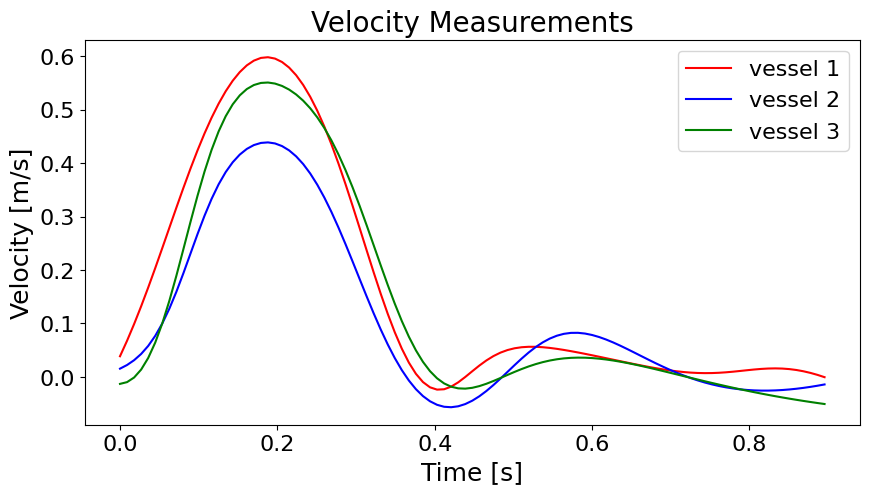 Velocity Measurements
vessel 1
vessel 2
vessel 3
Velocity [m/s]
0.6
0.5
0.4
0.3
0.2
0.1
0.0
0.0 0.2 0.4 0.6 0.8
Time [s]